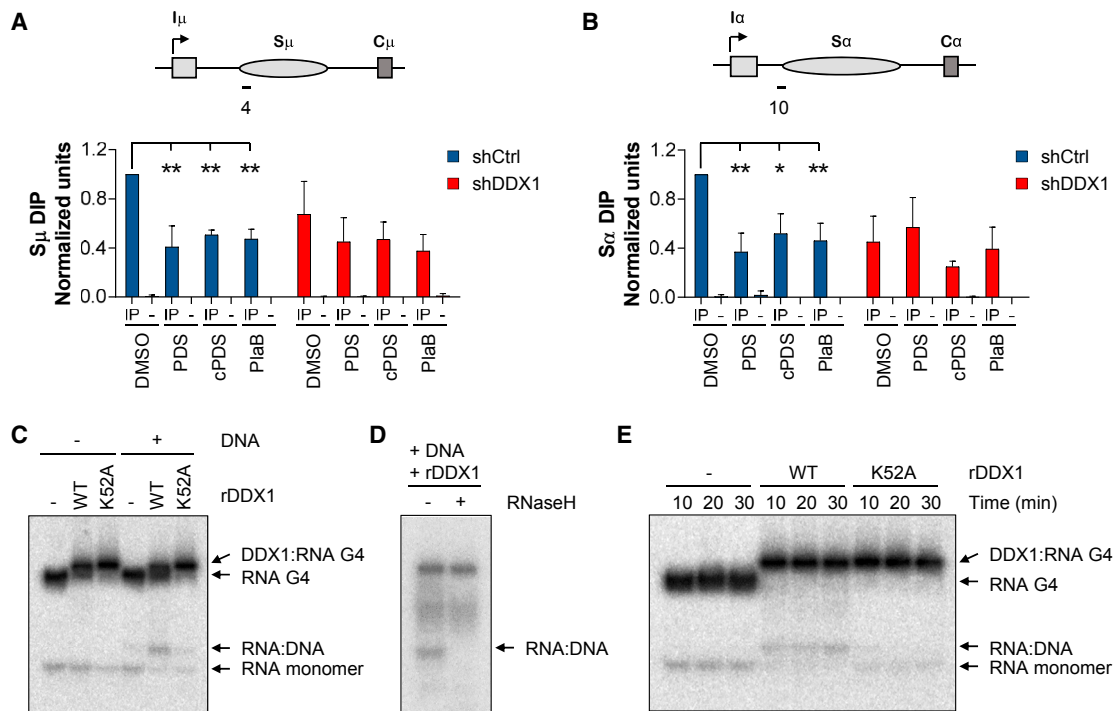 A
Iμ
Sμ
Cμ
4
Sμ DIP
Normalized units
1.2
0.8
0.4
0.0
** ** **
shCtrl
shDDX1
IP - IP - IP - IP - IP - IP - IP - IP -
DMSO PDS cPDS PlaB DMSO PDS cPDS PlaB
B
Iα
Sα
Cα
10
Sα DIP
Normalized units
1.2
0.8
0.4
0.0
** * **
shCtrl
shDDX1
IP - IP - IP - IP - IP - IP - IP - IP -
DMSO PDS cPDS PlaB DMSO PDS cPDS PlaB
C
- + DNA
- WT K52A - WT K52A rDDX1
DDX1:RNA G4
RNA G4
RNA:DNA
RNA monomer
D
+ DNA
+ rDDX1
- + RNaseH
RNA:DNA
E
- WT K52A rDDX1
10 20 30 10 20 30 10 20 30 Time (min)
DDX1:RNA G4
RNA G4
RNA:DNA
RNA monomer